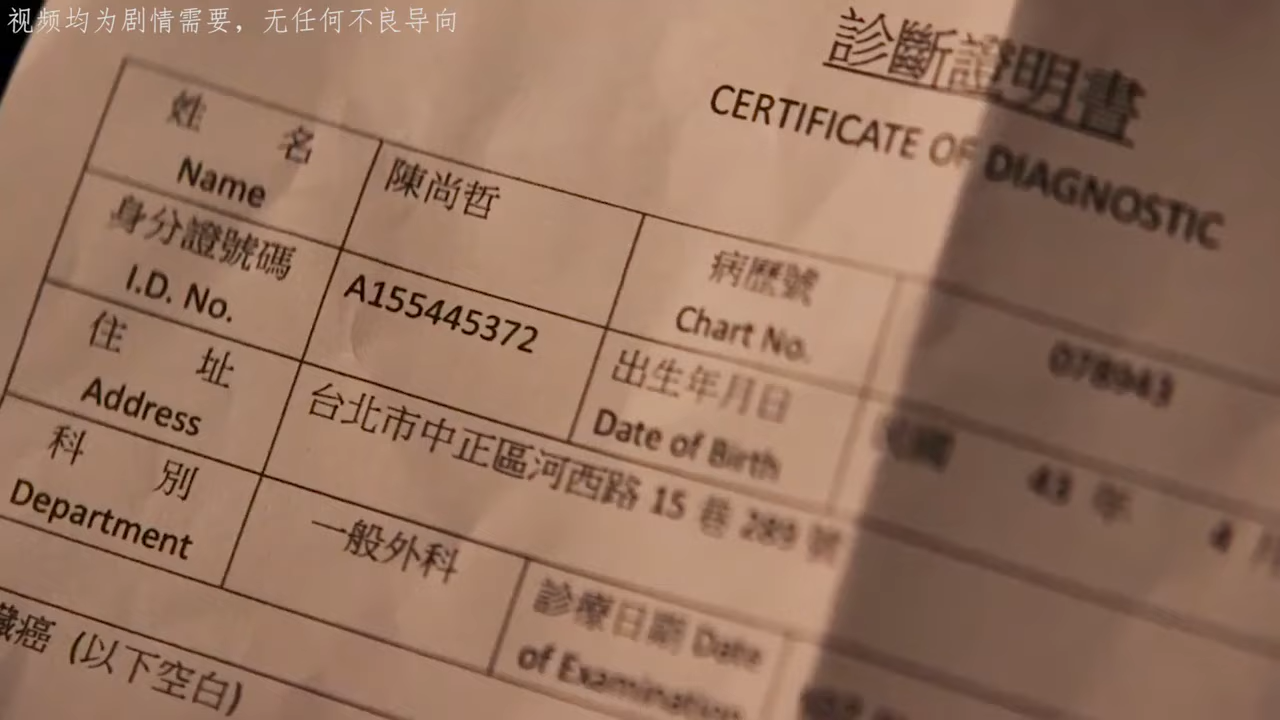 视频均为剧情需要，无任何不良导向
診斷證明書
CERTIFICATE OF DIAGNOSTIC
姓名 陳尚哲 病歷號 078943
Name Chart No.
身分證號碼 A155445372 出生年月日 民國 43 年 4 月
I.D. No. Date of Birth
住址 台北市中正區河西路 15 巷 289 號
Address
科別 一般外科 診療日期 Date
Department of Examination
臟癌 (以下空白)